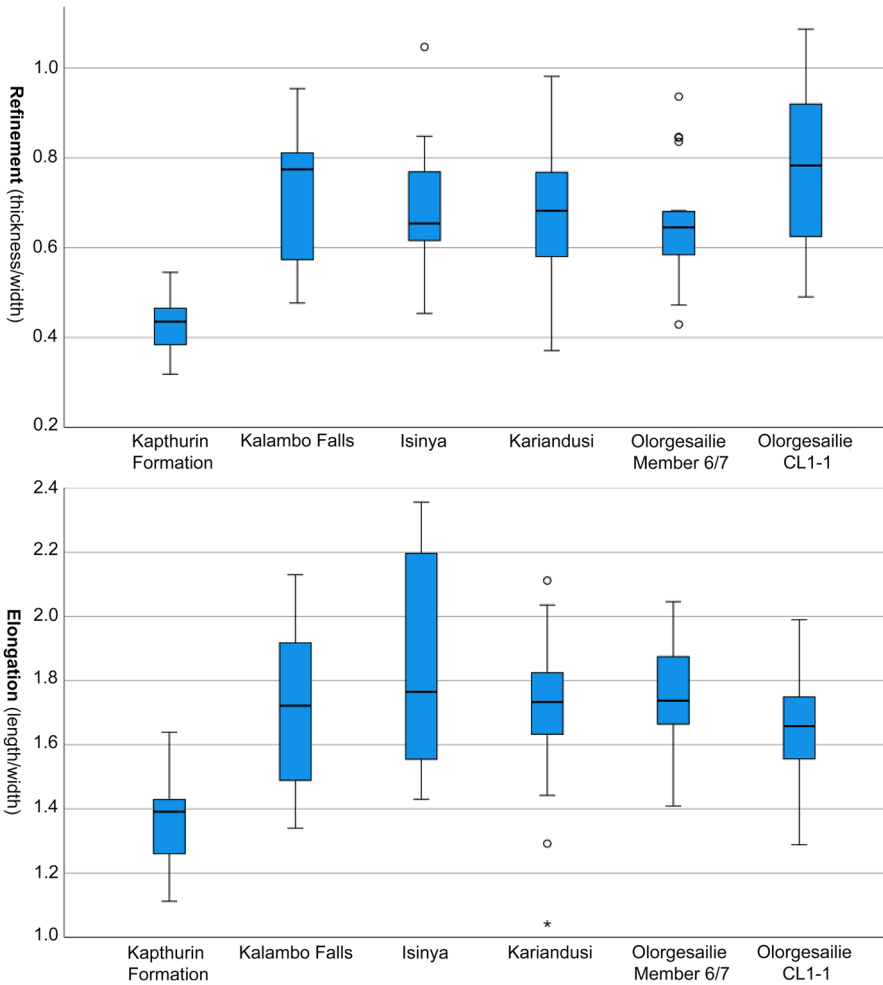 Refinement (thickness/width)
1.0
0.8
0.6
0.4
0.2
Kapthurin
Formation
Kalambo Falls
Isinya
Kariandusi
Olorgesailie
Member 6/7
Olorgesailie
CL1-1
Elongation (length/width)
2.4
2.2
2.0
1.8
1.6
1.4
1.2
1.0
Kapthurin
Formation
Kalambo Falls
Isinya
Kariandusi
Olorgesailie
Member 6/7
Olorgesailie
CL1-1